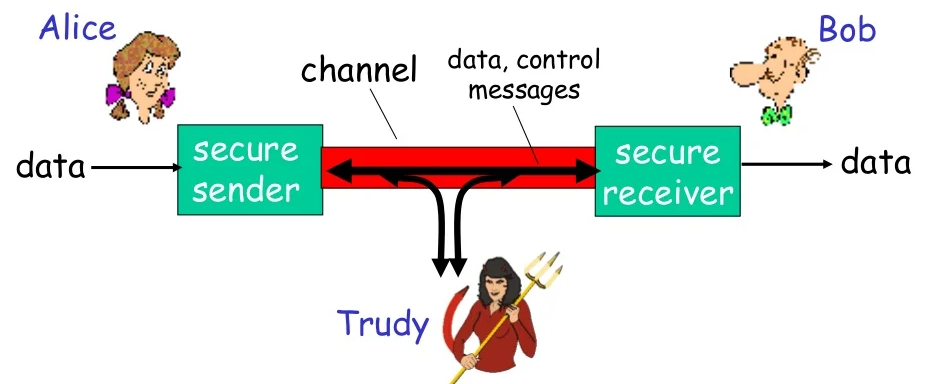 Alice
Bob
channel
data, control
messages
data
secure
sender
secure
receiver
data
Trudy